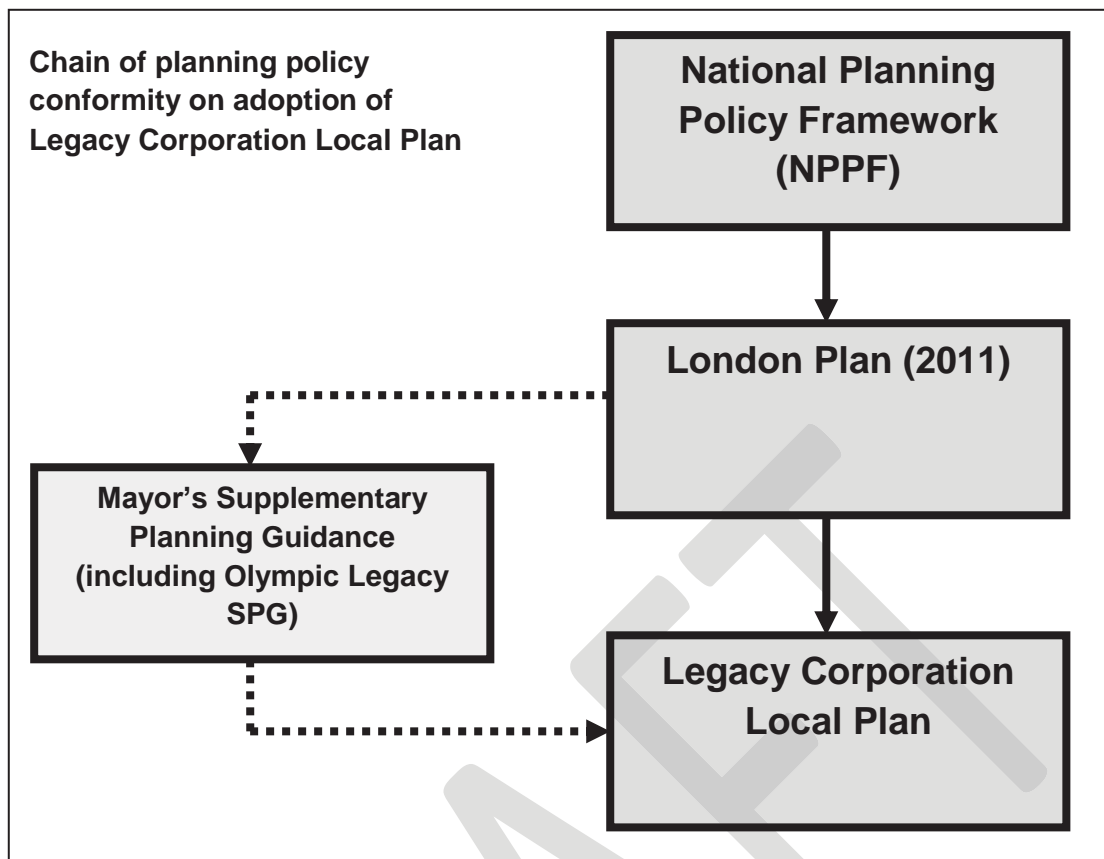 Chain of planning policy
conformity on adoption of
Legacy Corporation Local Plan
National Planning
Policy Framework
(NPPF)
London Plan (2011)
Mayor’s Supplementary
Planning Guidance
(including Olympic Legacy
SPG)
Legacy Corporation
Local Plan